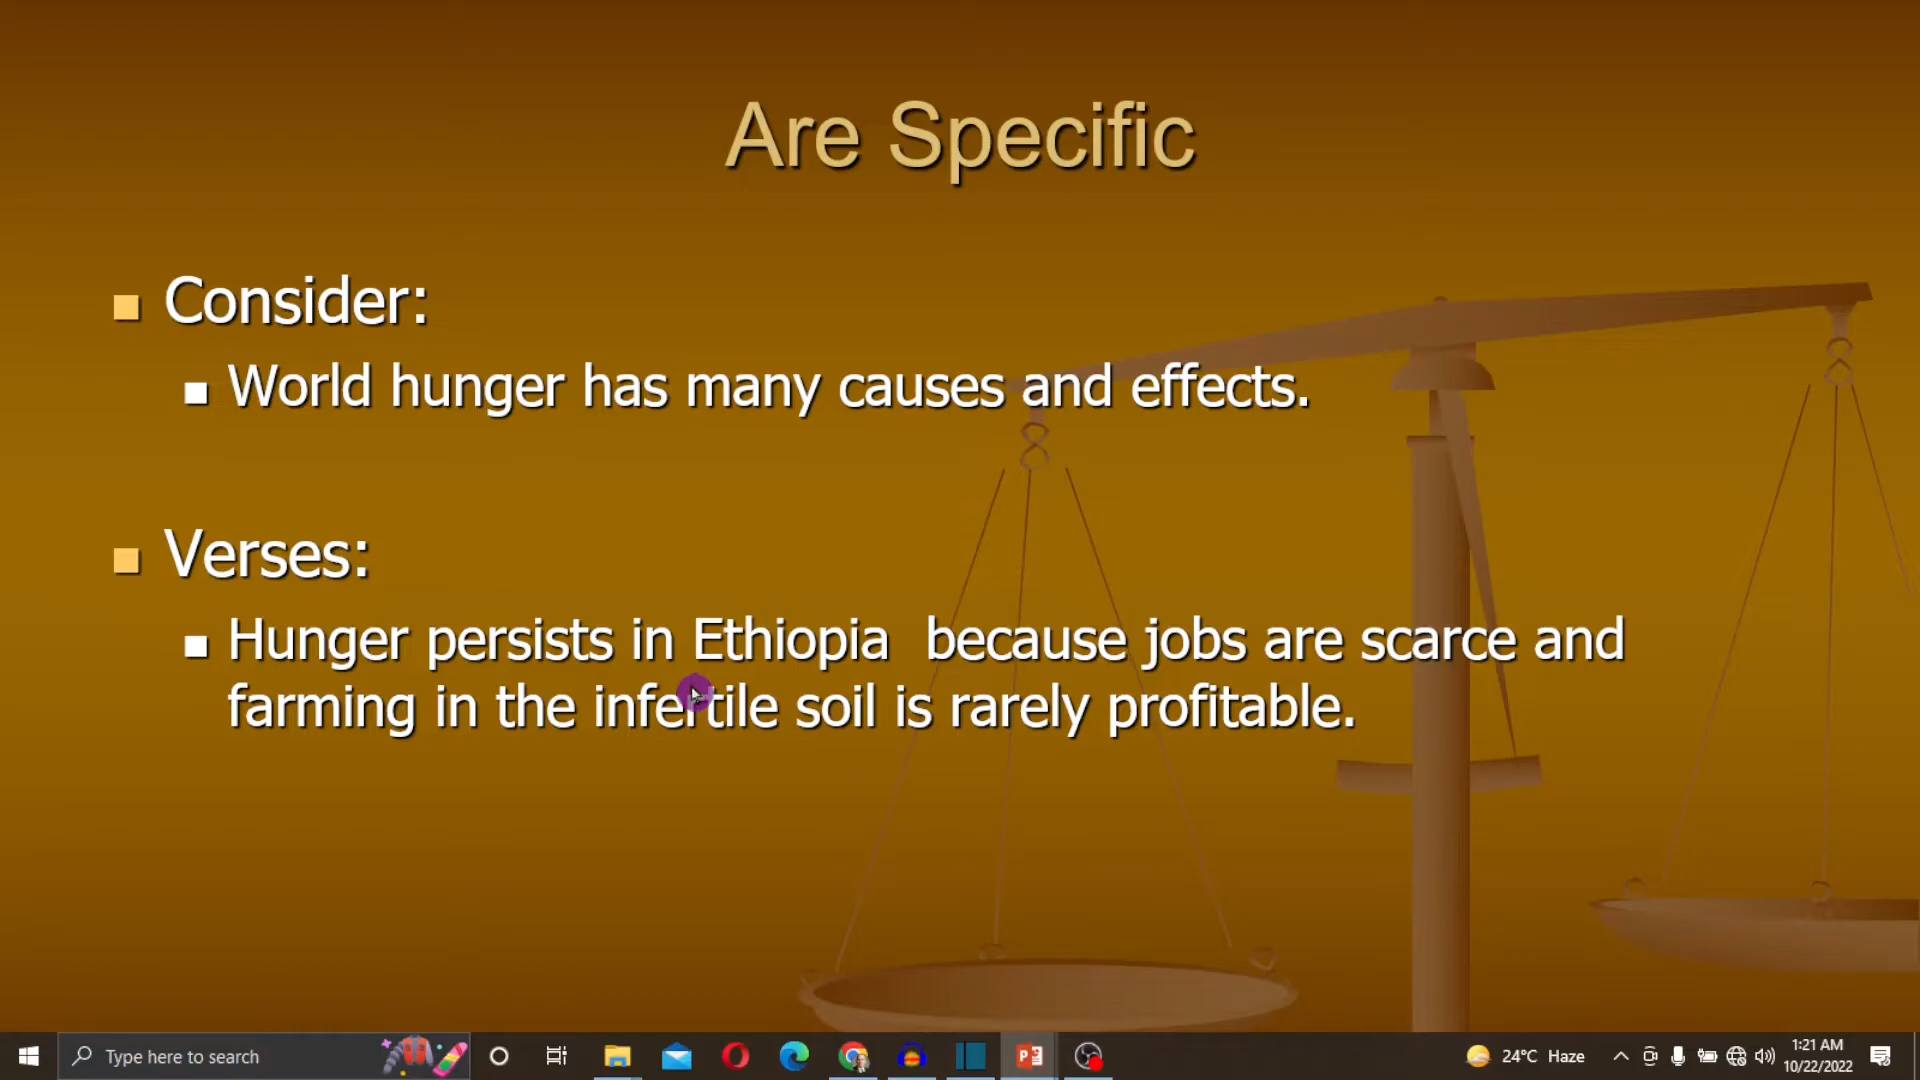 Are Specific
Consider:
World hunger has many causes and effects.
Verses:
Hunger persists in Ethiopia  because jobs are scarce and
farming in the infertile soil is rarely profitable.
Type here to search
24°C Haze
1:21 AM
10/22/2022